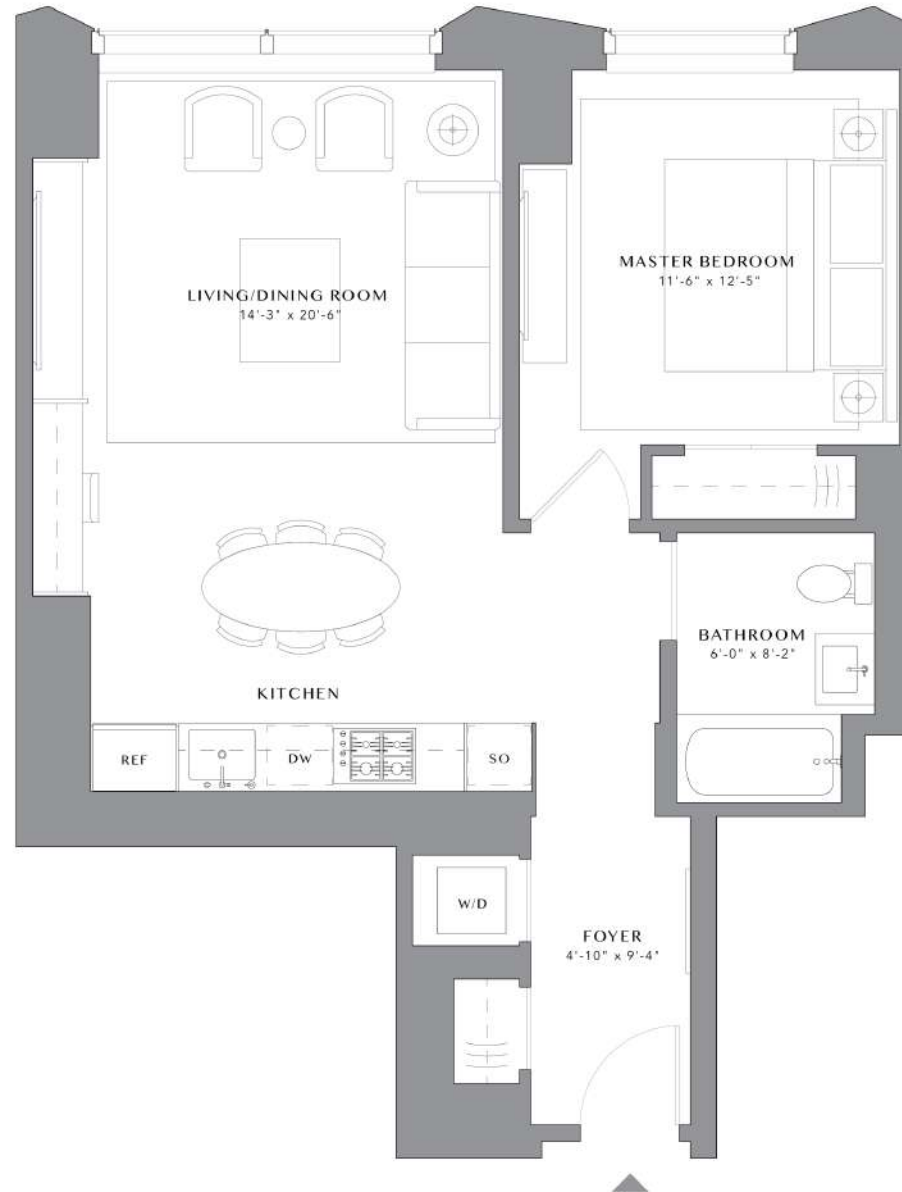 LIVING/DINING ROOM
14'-3" x 20'-6"
MASTER BEDROOM
11'-6" x 12'-5"
BATHROOM
6'-0" x 8'-2"
KITCHEN
REF
DW
SO
W/D
FOYER
4'-10" x 9'-4"